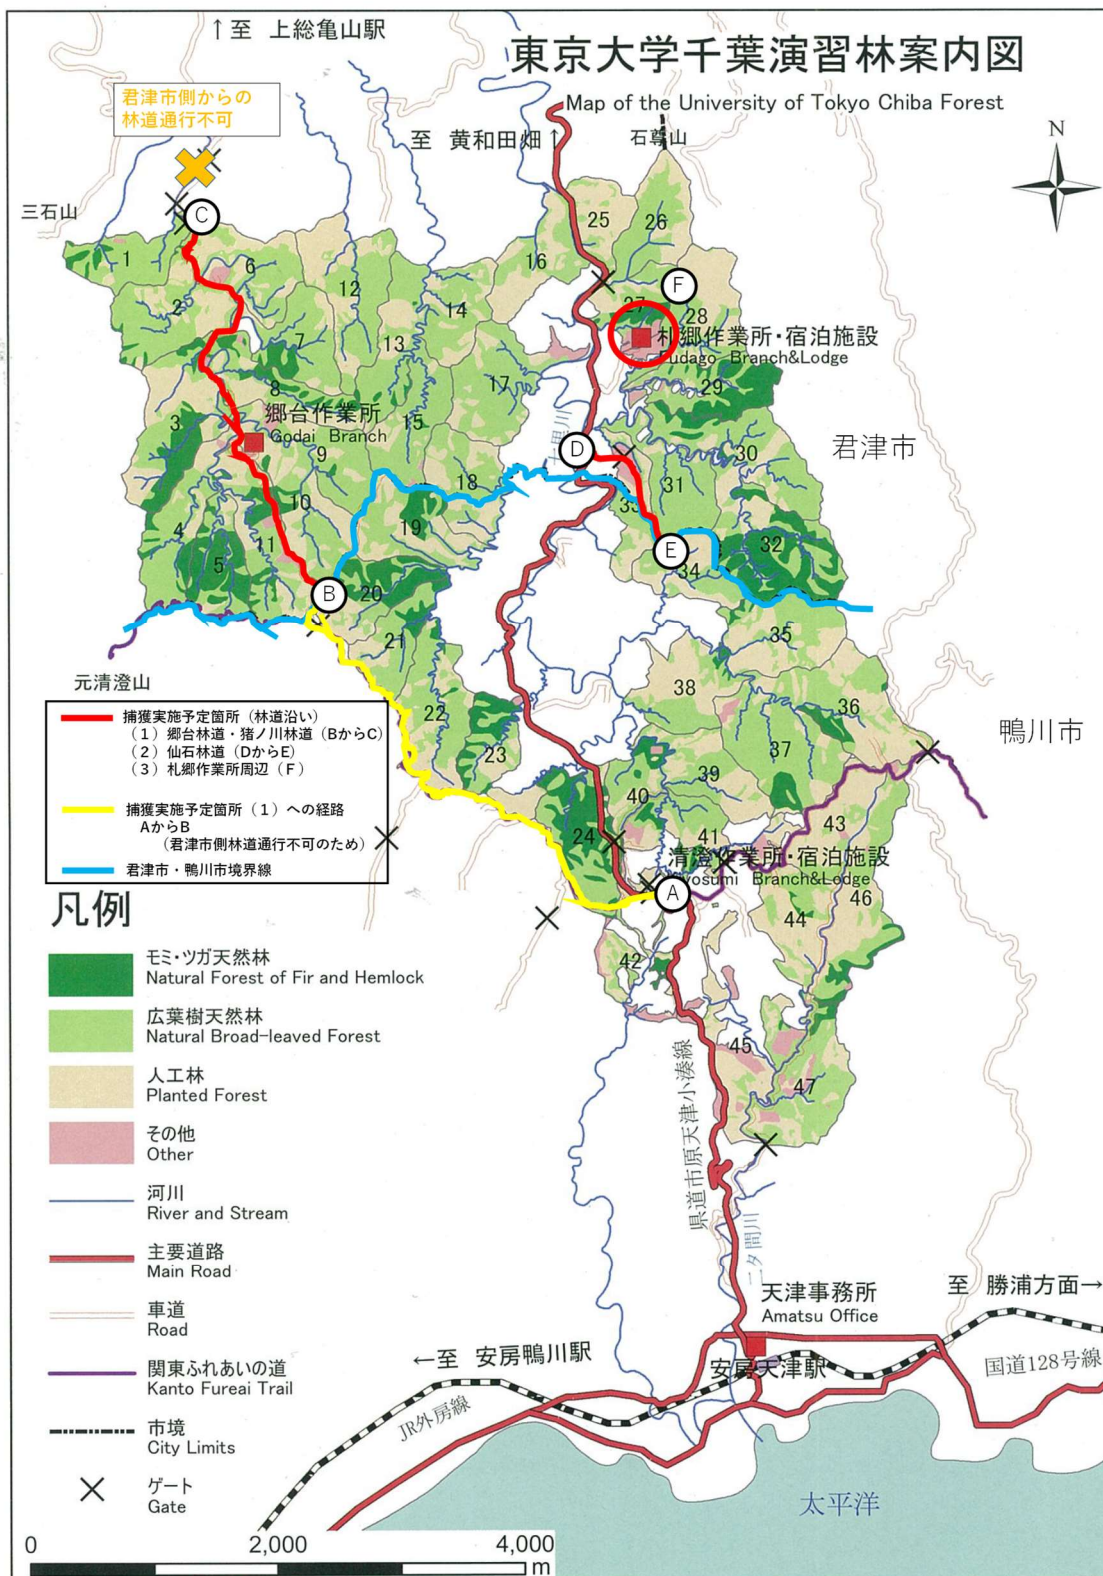 ↑至 上総亀山駅
東京大学千葉演習林案内図
Map of the University of Tokyo Chiba Forest
君津市側からの
林道通行不可
至 黄和田畑↑
石尊山
N
三石山
C
25
26
1
6
16
F
2
12
27
28
14
札郷作業所・宿泊施設
Fudago Branch&Lodge
7
13
17
29
8
3
郷台作業所
Godai Branch
15
9
D
30
君津市
18
31
10
33
19
4
11
E
32
5
34
B
20
21
35
元清澄山
38
22
36
鴨川市
23
37
39
40
24
41
43
清澄作業所・宿泊施設
Kiyosumi Branch&Lodge
A
44
46
42
45
47
捕獲実施予定箇所（林道沿い）
（1）郷台林道・猪ノ川林道（BからC）
（2）仙石林道（DからE）
（3）札郷作業所周辺（F）
捕獲実施予定箇所（1）への経路
AからB
（君津市側林道通行不可のため）
君津市・鴨川市境界線
凡例
モミ・ツガ天然林
Natural Forest of Fir and Hemlock
広葉樹天然林
Natural Broad-leaved Forest
人工林
Planted Forest
その他
Other
河川
River and Stream
主要道路
Main Road
車道
Road
関東ふれあいの道
Kanto Fureai Trail
市境
City Limits
ゲート
Gate
県道市原天津小湊線
二タ間川
天津事務所
Amatsu Office
至 勝浦方面→
←至 安房鴨川駅
安房天津駅
国道128号線
JR外房線
太平洋
0
2,000
4,000
m